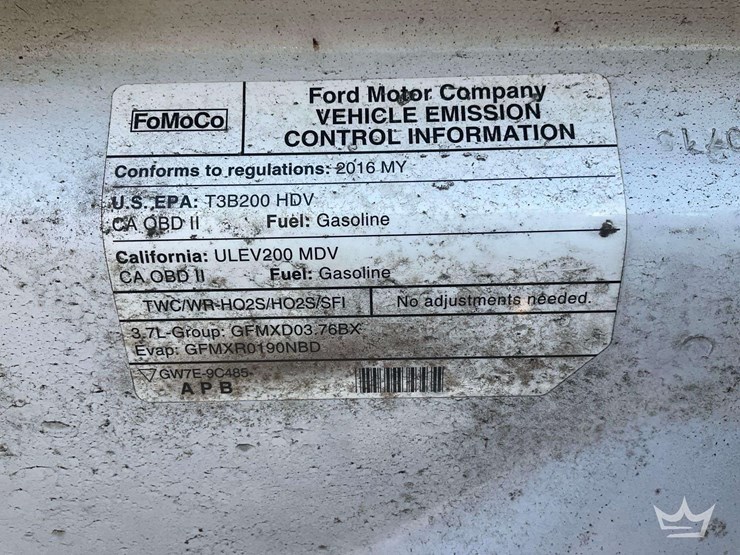 FoMoCo
Ford Motor Company
VEHICLE EMISSION
CONTROL INFORMATION
Conforms to regulations: 2016 MY
U.S. EPA: T3B200 HDV
CA OBD II Fuel: Gasoline
California: ULEV200 MDV
CA OBD II Fuel: Gasoline
TWC/WR-HO2S/HO2S/SFI No adjustments needed.
3.7L-Group: GFMXD03.76BX
Evap: GFMXR0190NBD
GW7E-9C485-
A P B